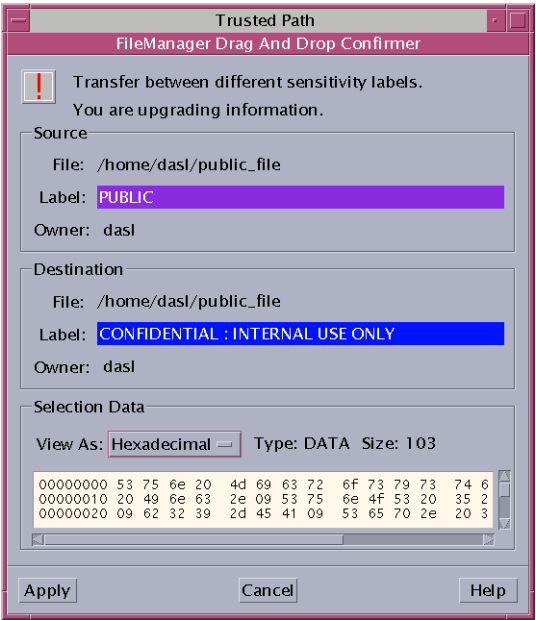 Trusted Path
FileManager Drag And Drop Confirmer
Transfer between different sensitivity labels.
You are upgrading information.
Source
File: /home/dasl/public_file
Label: PUBLIC
Owner: dasl
Destination
File: /home/dasl/public_file
Label: CONFIDENTIAL : INTERNAL USE ONLY
Owner: dasl
Selection Data
View As: Hexadecimal Type: DATA Size: 103
00000000 53 75 6e 20 4d 69 63 72 6f 73 79 73 74 6
00000010 20 49 6e 63 2e 09 53 75 6e 4f 53 20 35 2
00000020 09 62 32 39 2d 45 41 09 53 65 70 2e 20 3
Apply Cancel Help